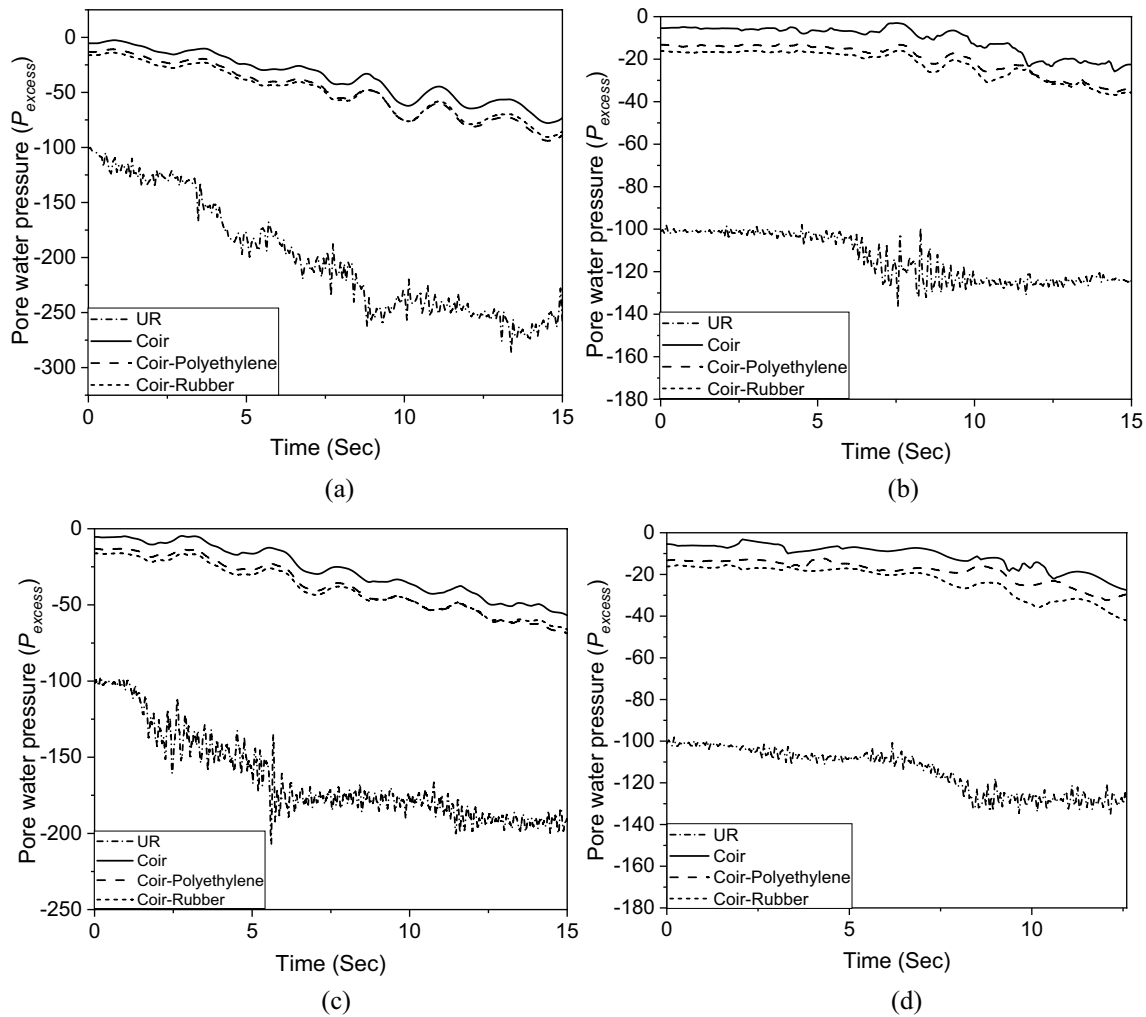 0
-50
-100
-150
-200
-250
-300
Pore water pressure (P_excess)
UR
Coir
Coir-Polyethylene
Coir-Rubber
0 5 10 15
Time (Sec)
(a)
0
-20
-40
-60
-80
-100
-120
-140
-160
-180
Pore water pressure (P_excess)
UR
Coir
Coir-Polyethylene
Coir-Rubber
0 5 10 15
Time (Sec)
(b)
0
-50
-100
-150
-200
-250
Pore water pressure (P_excess)
UR
Coir
Coir-Polyethylene
Coir-Rubber
0 5 10 15
Time (Sec)
(c)
0
-20
-40
-60
-80
-100
-120
-140
-160
-180
Pore water pressure (P_excess)
UR
Coir
Coir-Polyethylene
Coir-Rubber
0 5 10
Time (Sec)
(d)